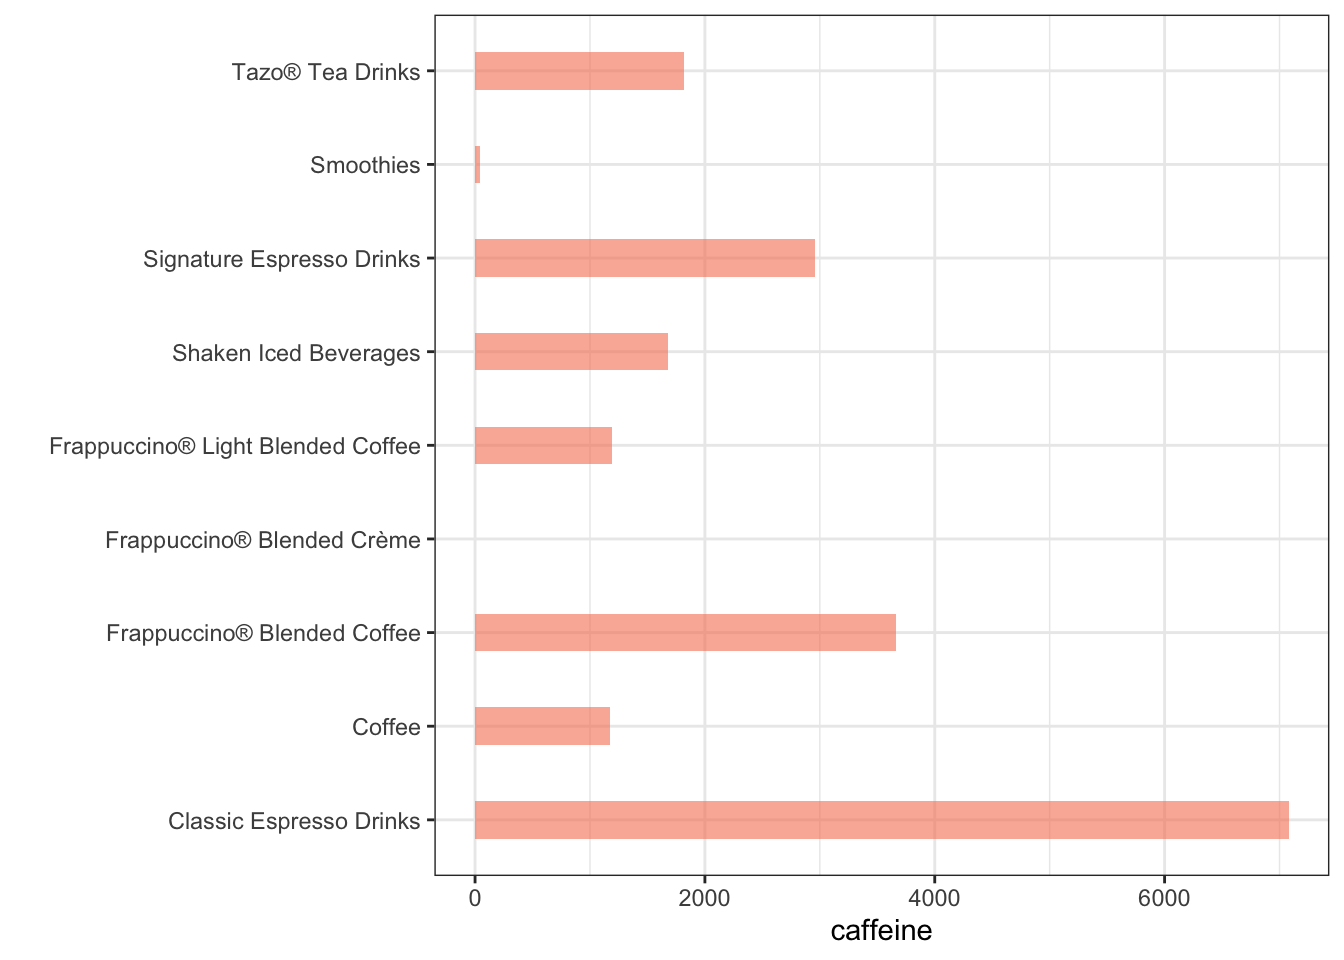 Tazo® Tea Drinks
Smoothies
Signature Espresso Drinks
Shaken Iced Beverages
Frappuccino® Light Blended Coffee
Frappuccino® Blended Crème
Frappuccino® Blended Coffee
Coffee
Classic Espresso Drinks
0 2000 4000 6000
caffeine